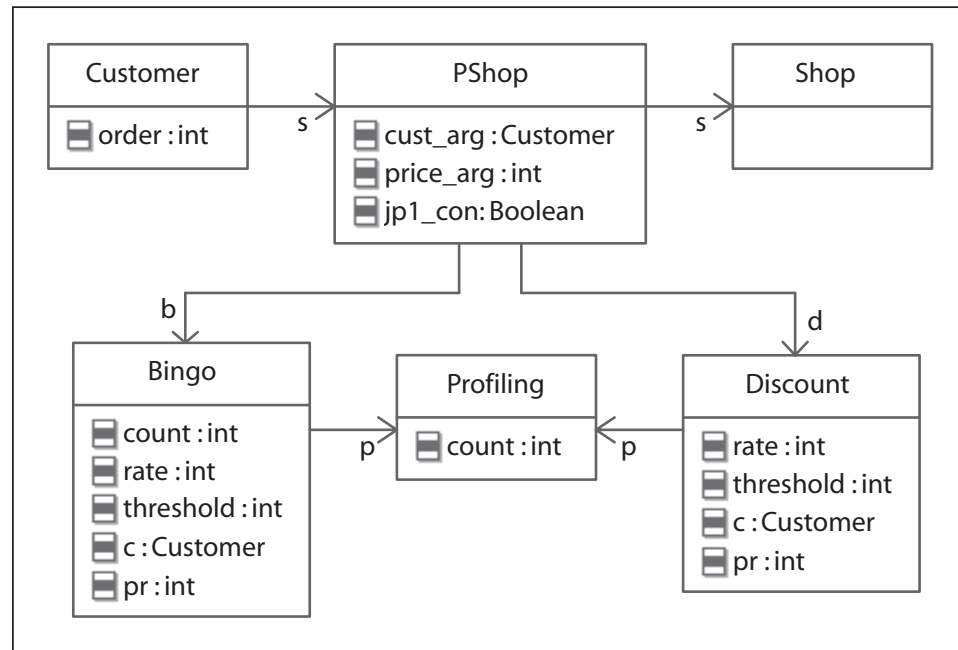 Customer
order : int
s
PShop
cust_arg : Customer
price_arg : int
jp1_con: Boolean
s
Shop
b
d
Bingo
count : int
rate : int
threshold : int
c : Customer
pr : int
p
Profiling
count : int
p
Discount
rate : int
threshold : int
c : Customer
pr : int